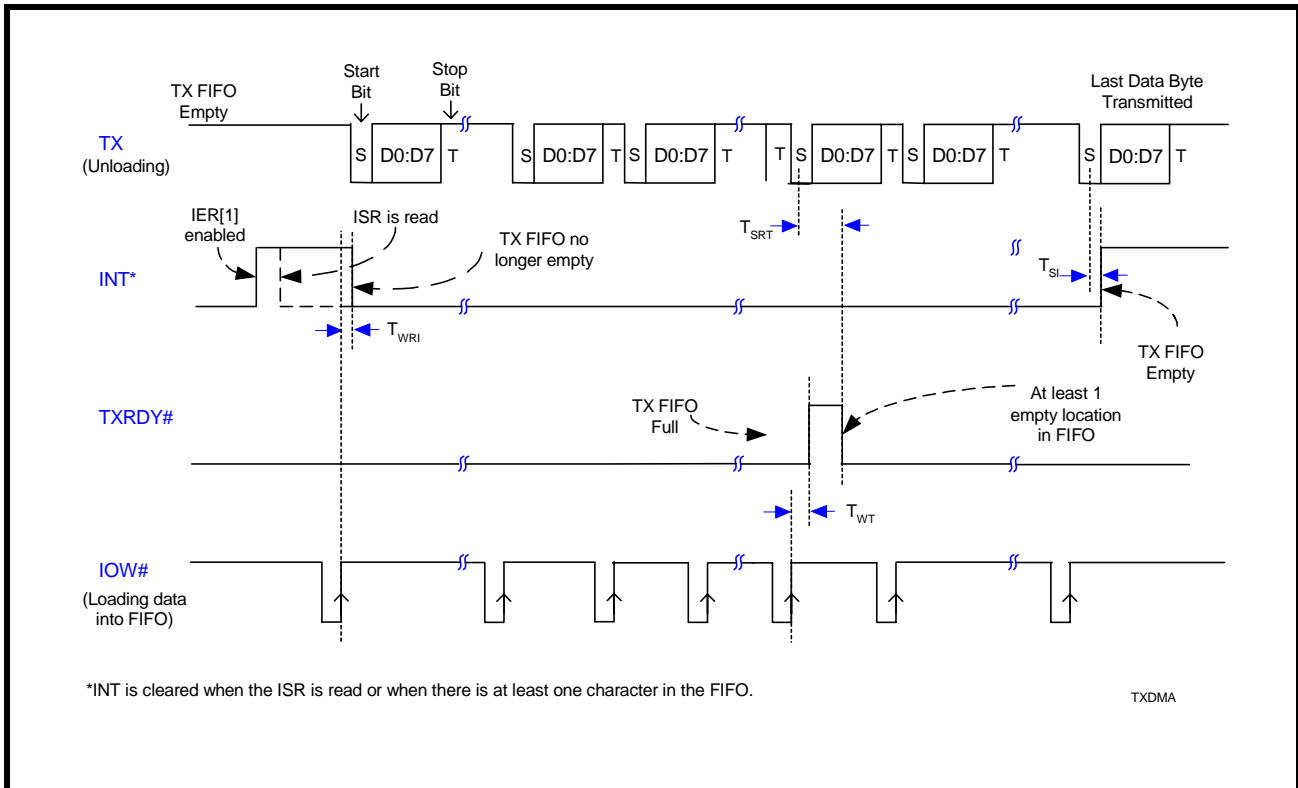 TX FIFO
Empty
Start
Bit
Stop
Bit
Last Data Byte
Transmitted
TX
(Unloading)
S D0:D7 T S D0:D7 T S D0:D7 T T S D0:D7 T S D0:D7 T S D0:D7 T
IER[1]
enabled
ISR is read
TX FIFO no
longer empty
TSRT
INT*
TSI
TWRI
TX FIFO
Empty
TXRDY#
TX FIFO
Full
At least 1
empty location
in FIFO
TWT
IOW#
(Loading data
into FIFO)
*INT is cleared when the ISR is read or when there is at least one character in the FIFO.
TXDMA